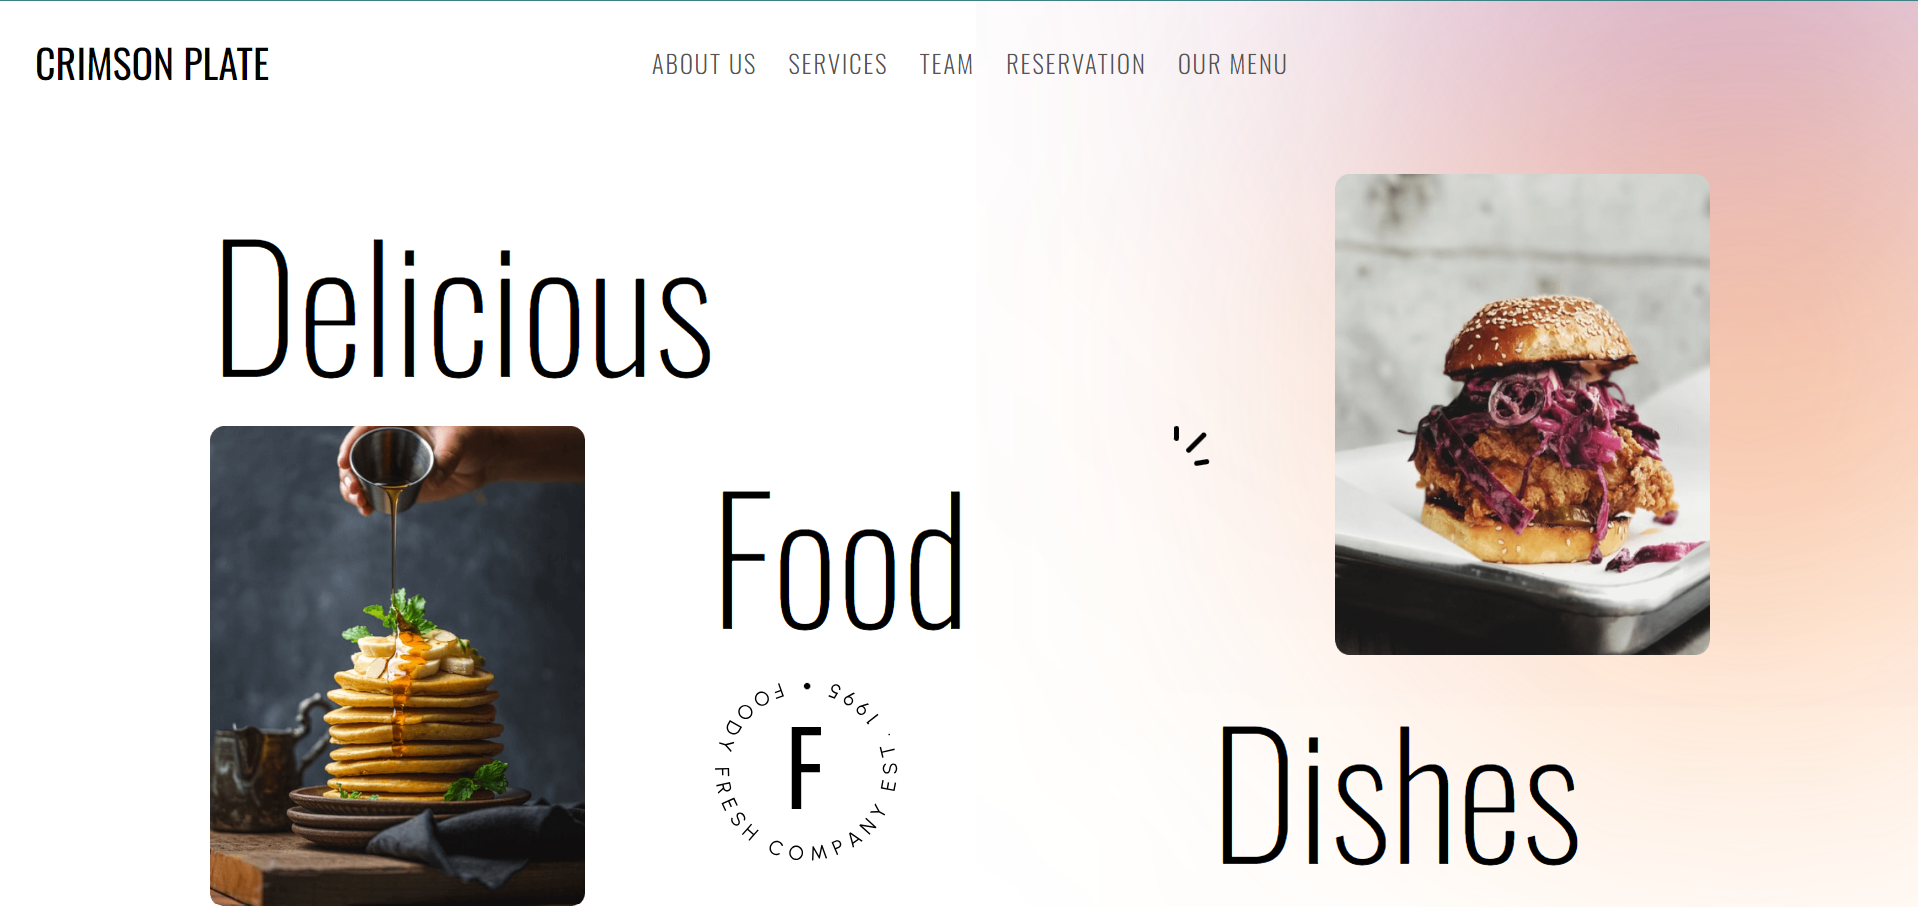 CRIMSON PLATE
ABOUT US SERVICES TEAM RESERVATION OUR MENU
Delicious
Food
FOODY FRESH COMPANY EST . 1995 •
F
Dishes